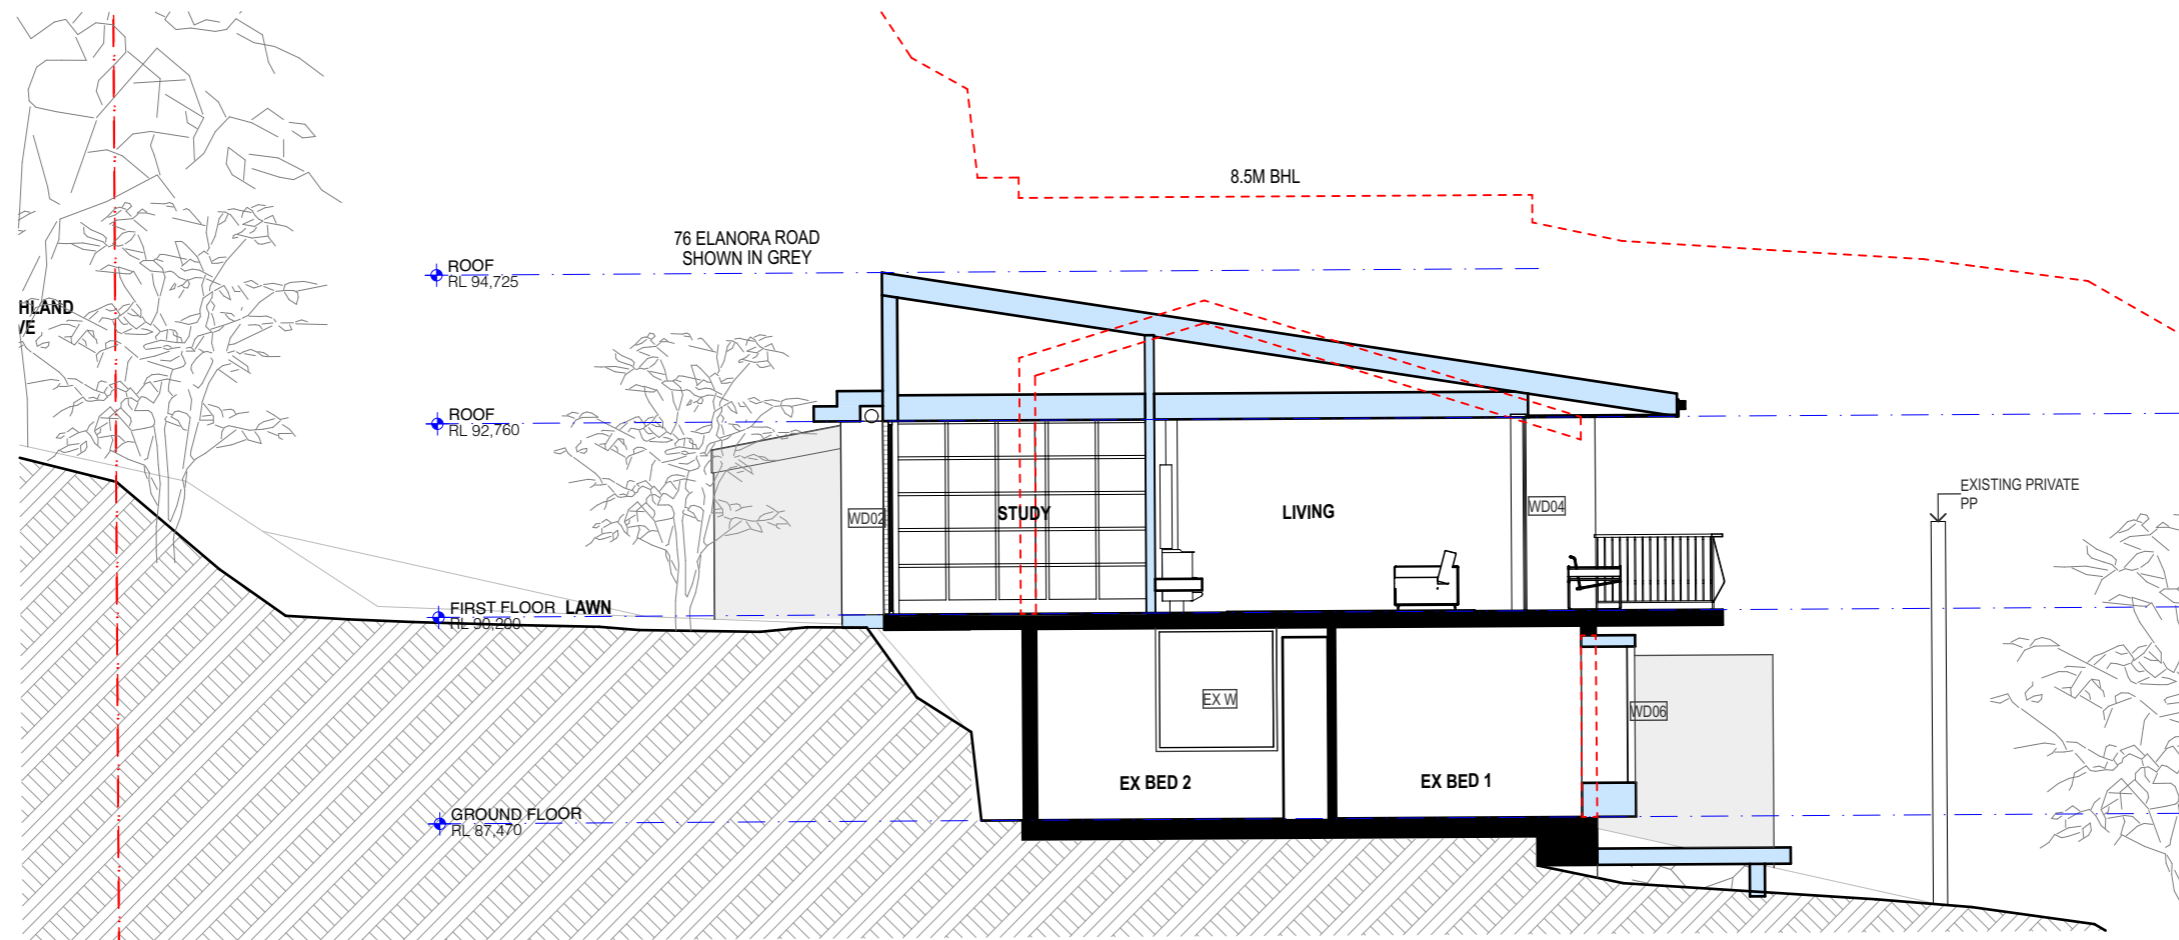 8.5M BHL
76 ELANORA ROAD
SHOWN IN GREY
ROOF
RL 94,725
HLAND
VE
ROOF
RL 92,760
EXISTING PRIVATE
PP
WD02
STUDY
LIVING
WD04
FIRST FLOOR LAWN
RL 90,200
EX W
WD06
EX BED 2
EX BED 1
GROUND FLOOR
RL 87,470